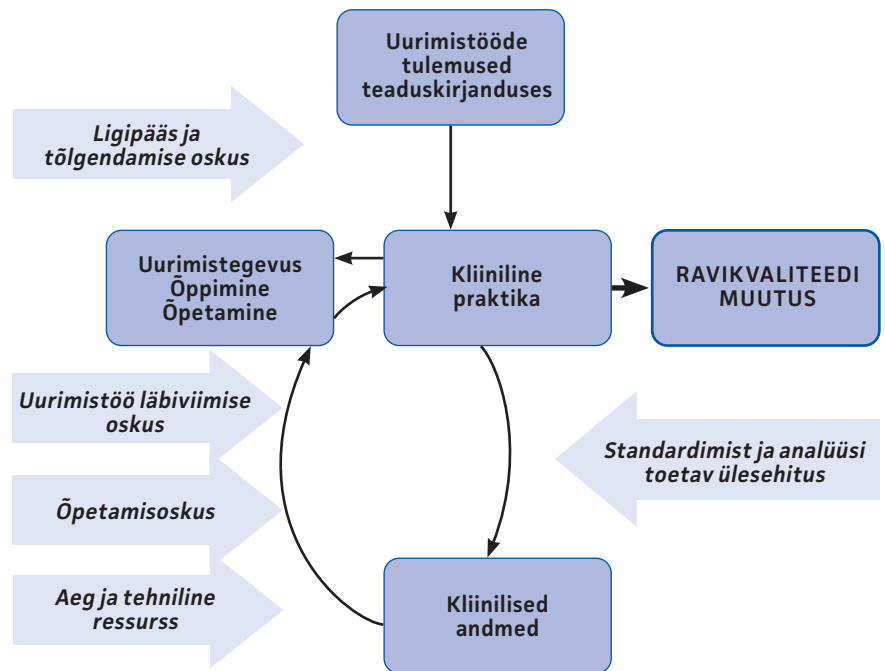 Uurimistööde
tulemused
teaduskirjanduses
Ligipääs ja
tõlgendamise oskus
Uurimistegevus
Õppimine
Õpetamine
Kliiniline
praktika
RAVIKVALITEEDI
MUUTUS
Uurimistöö läbiviimise
oskus
Standardimist ja analüüsi
toetav ülesehitus
Õpetamisoskus
Aeg ja tehniline
ressurss
Kliinilised
andmed